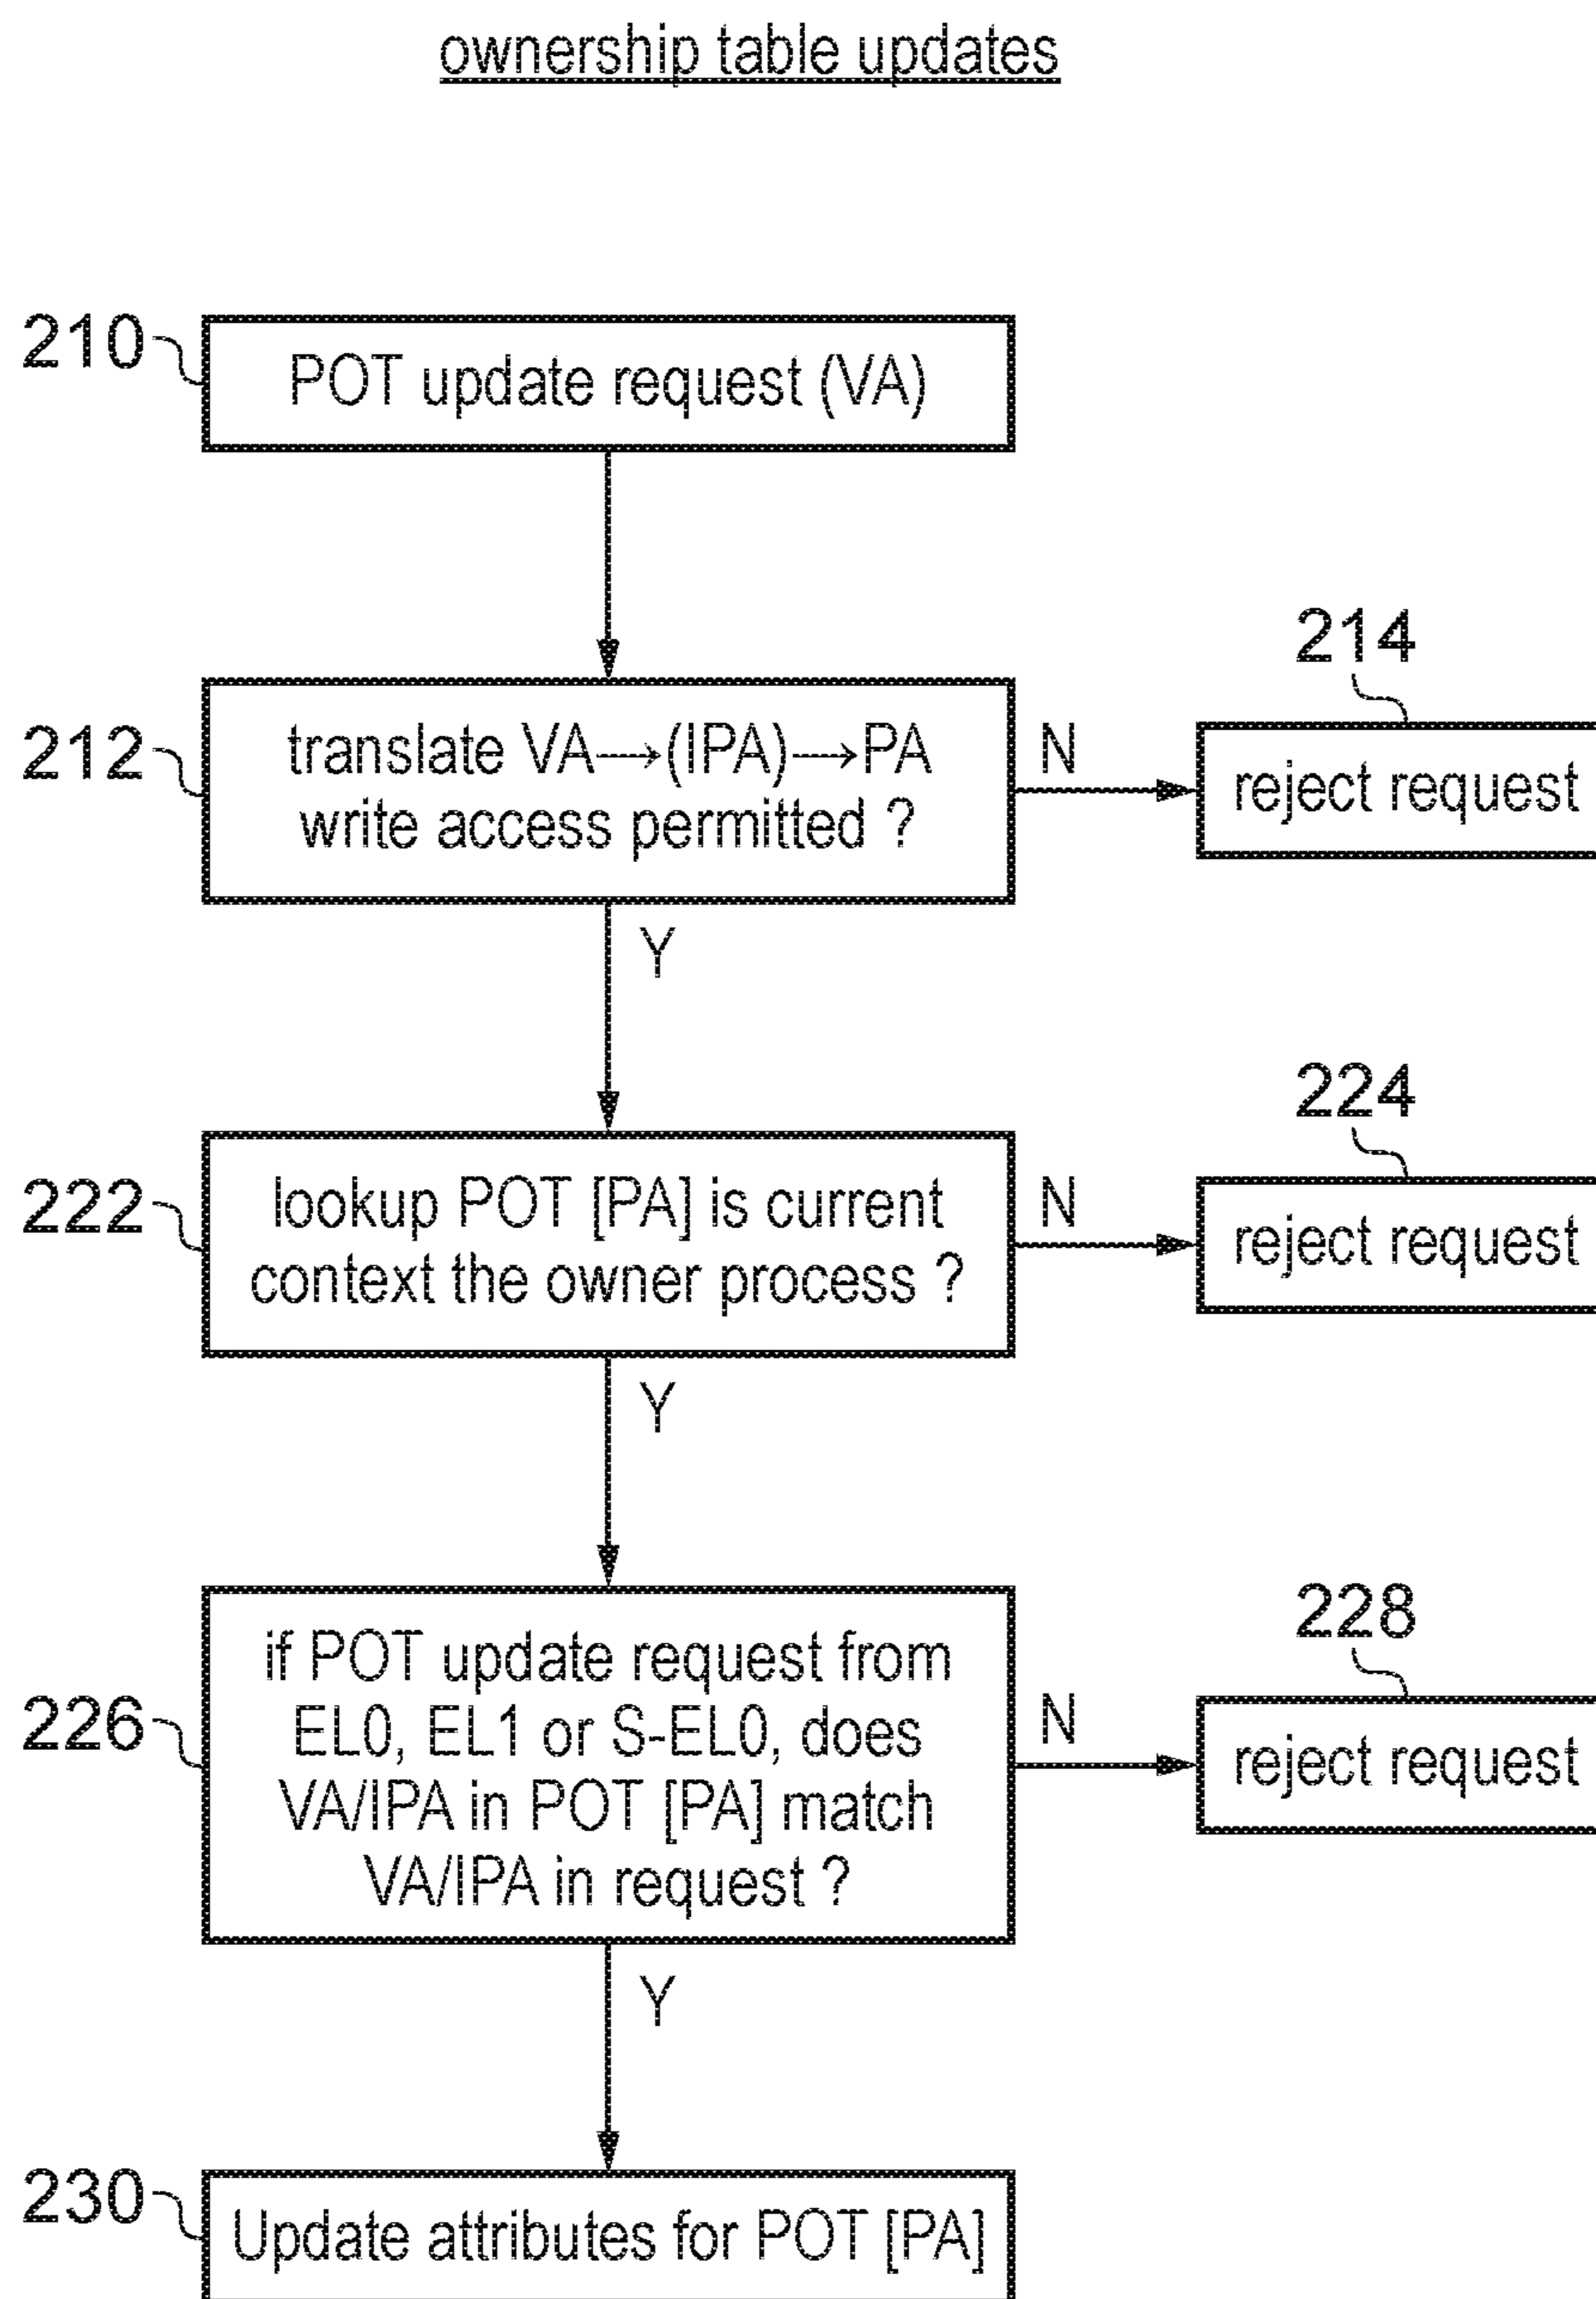 ownership table updates
210
POT update request (VA)
212
translate VA→(IPA)→PA
write access permitted ?
N
214
reject request
Y
222
lookup POT [PA] is current
context the owner process ?
N
224
reject request
Y
226
if POT update request from
EL0, EL1 or S-EL0, does
VA/IPA in POT [PA] match
VA/IPA in request ?
N
228
reject request
Y
230
Update attributes for POT [PA]